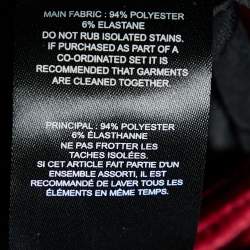 MAIN FABRIC: 94% POLYESTER
6% ELASTANE
DO NOT RUB ISOLATED STAINS.
IF PURCHASED AS PART OF A
CO-ORDINATED SET IT IS
RECOMMENDED THAT GARMENTS
ARE CLEANED TOGETHER.
PRINCIPAL: 94% POLYESTER
6% ÉLASTHANNE
NE PAS FROTTER LES
TACHES ISOLÉES.
SI CET ARTICLE FAIT PARTIE D'UN
ENSEMBLE ASSORTI, IL EST
RECOMMANDÉ DE LAVER TOUS LES
ÉLÉMENTS EN MÊME TEMPS.